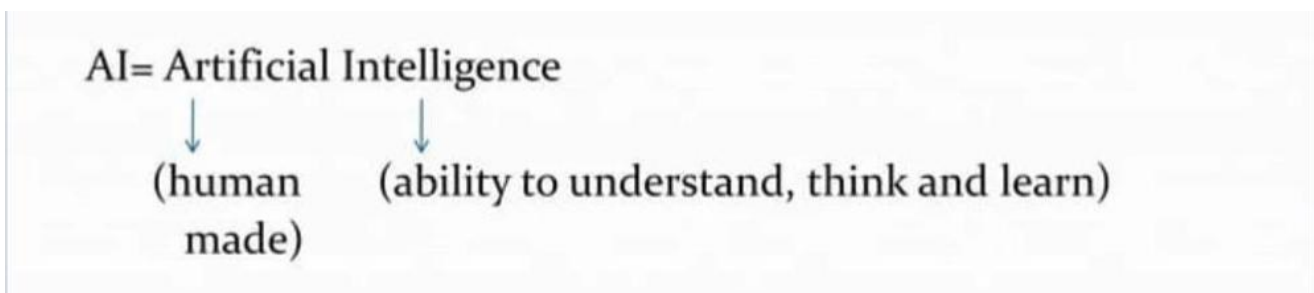 AI= Artificial Intelligence
(human (ability to understand, think and learn)
made)